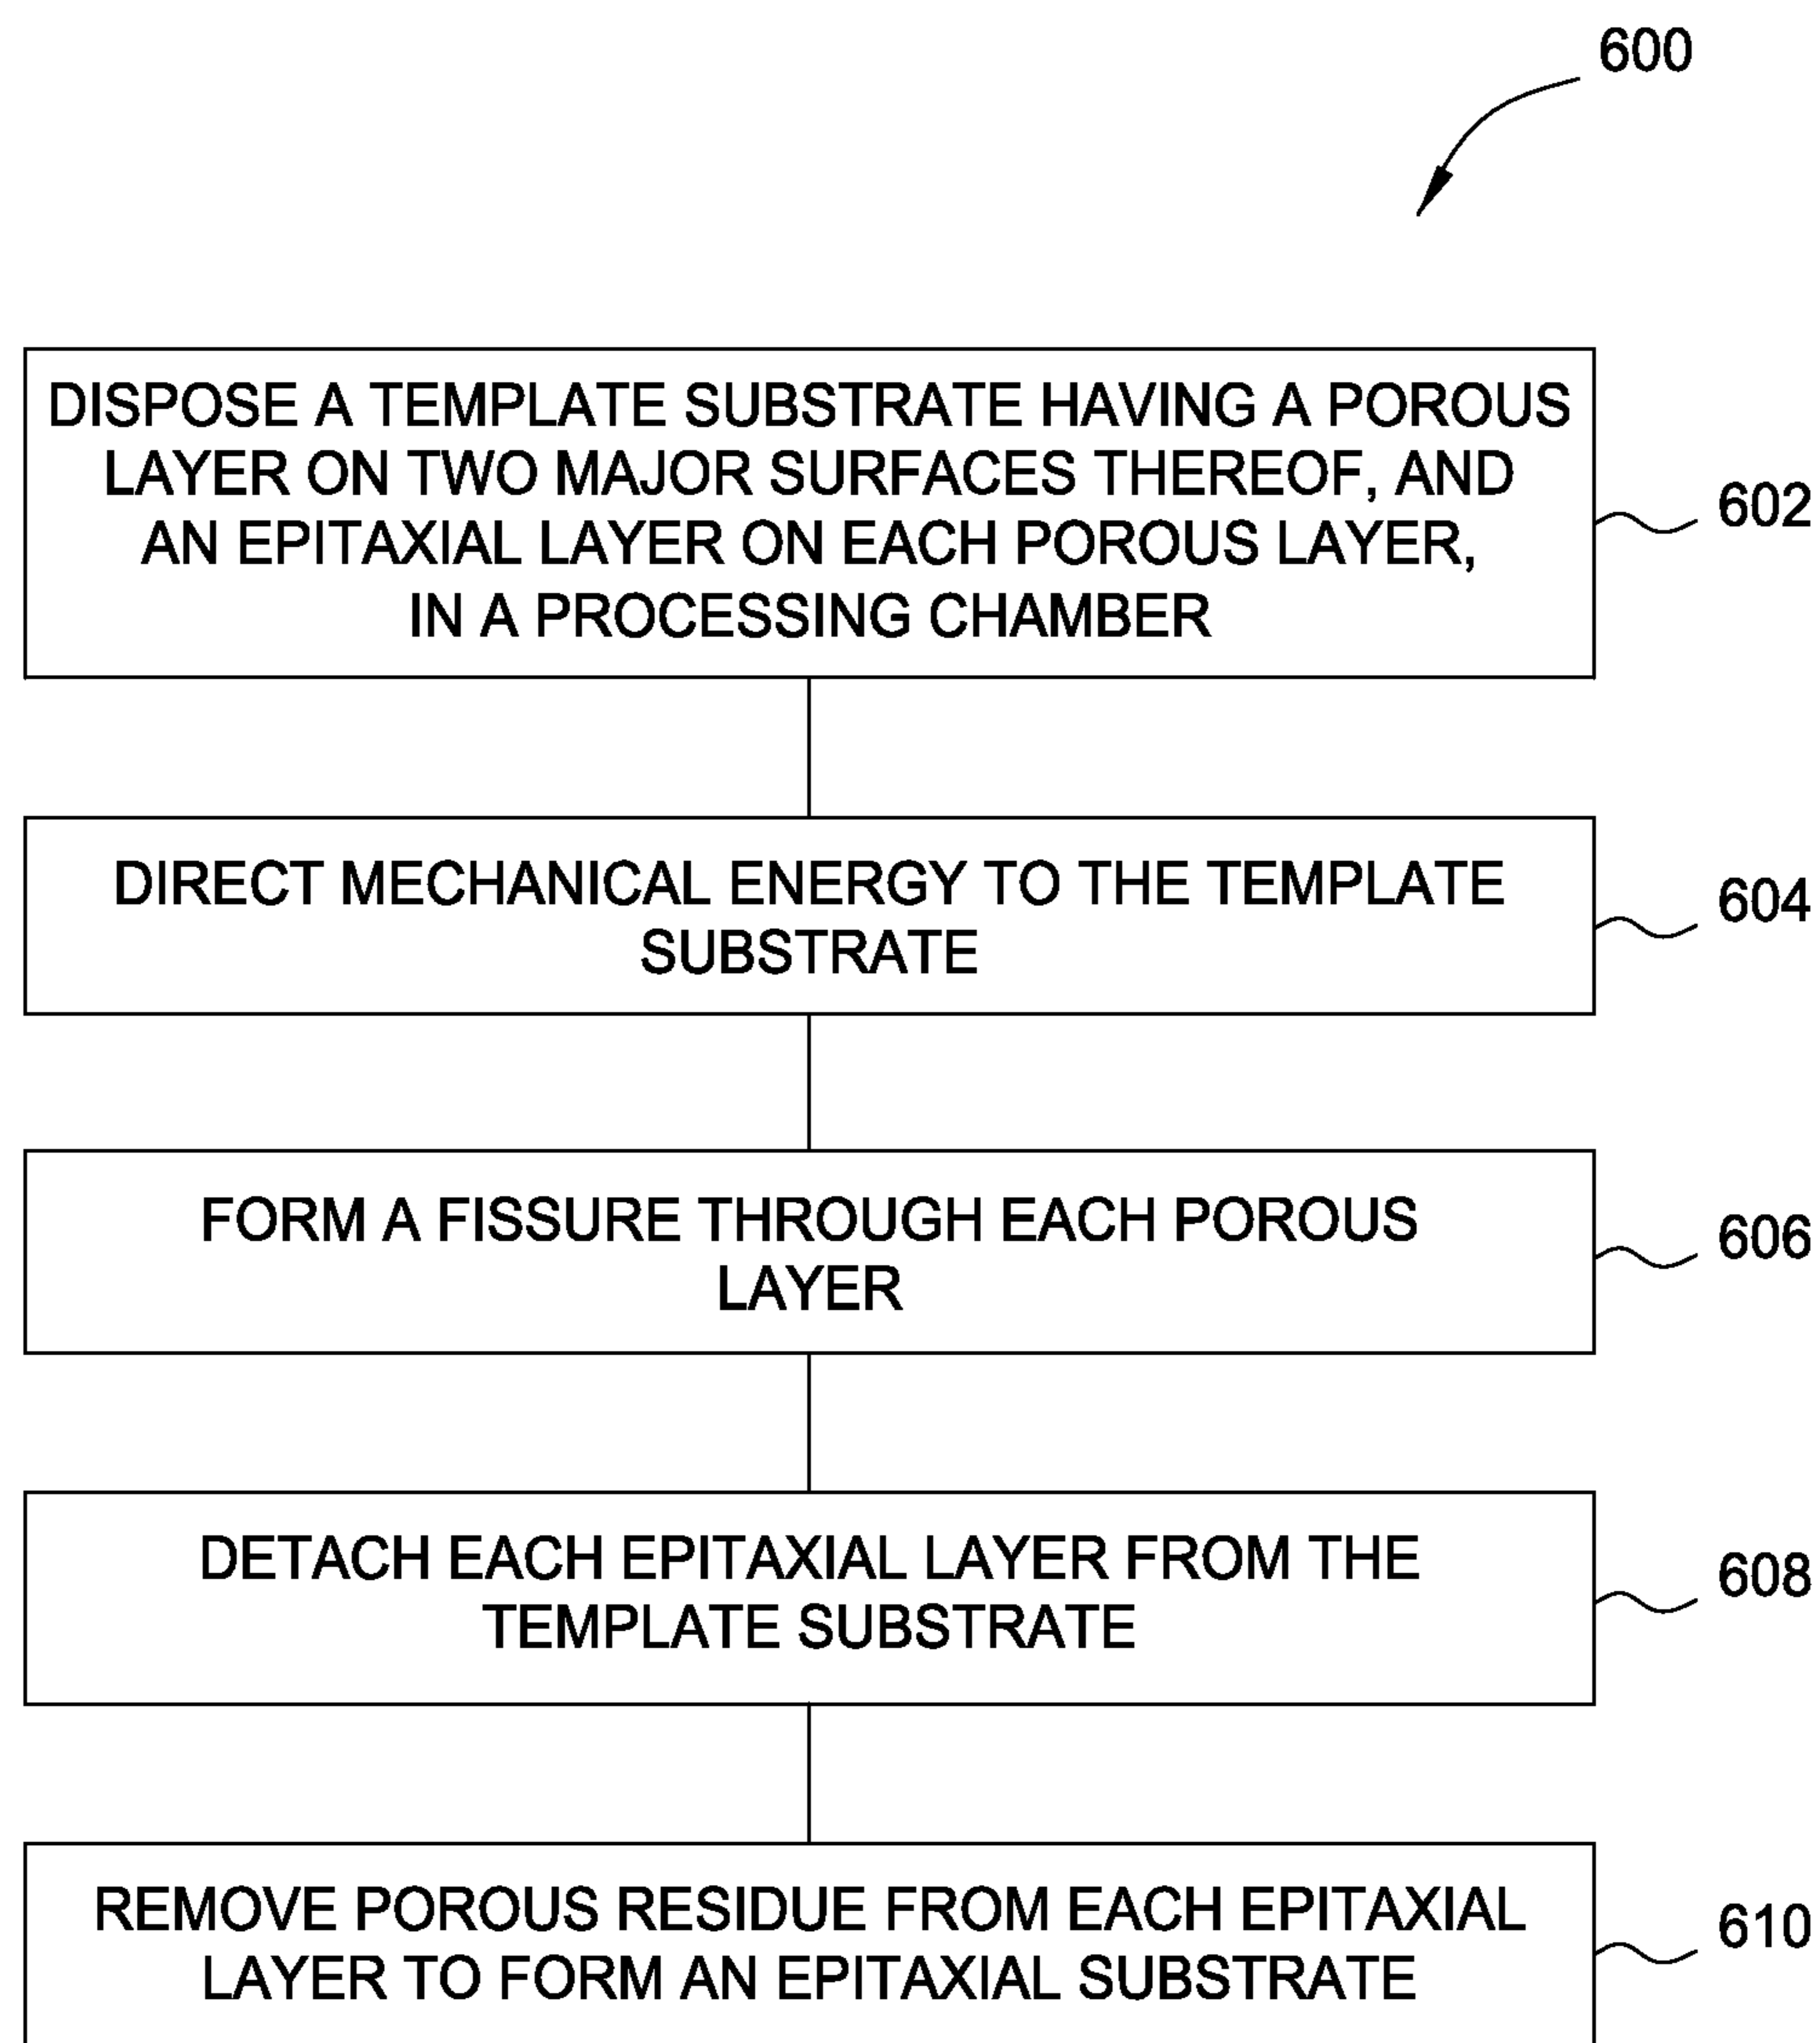 600
DISPOSE A TEMPLATE SUBSTRATE HAVING A POROUS
LAYER ON TWO MAJOR SURFACES THEREOF, AND
AN EPITAXIAL LAYER ON EACH POROUS LAYER,
IN A PROCESSING CHAMBER
602
DIRECT MECHANICAL ENERGY TO THE TEMPLATE
SUBSTRATE
604
FORM A FISSURE THROUGH EACH POROUS
LAYER
606
DETACH EACH EPITAXIAL LAYER FROM THE
TEMPLATE SUBSTRATE
608
REMOVE POROUS RESIDUE FROM EACH EPITAXIAL
LAYER TO FORM AN EPITAXIAL SUBSTRATE
610